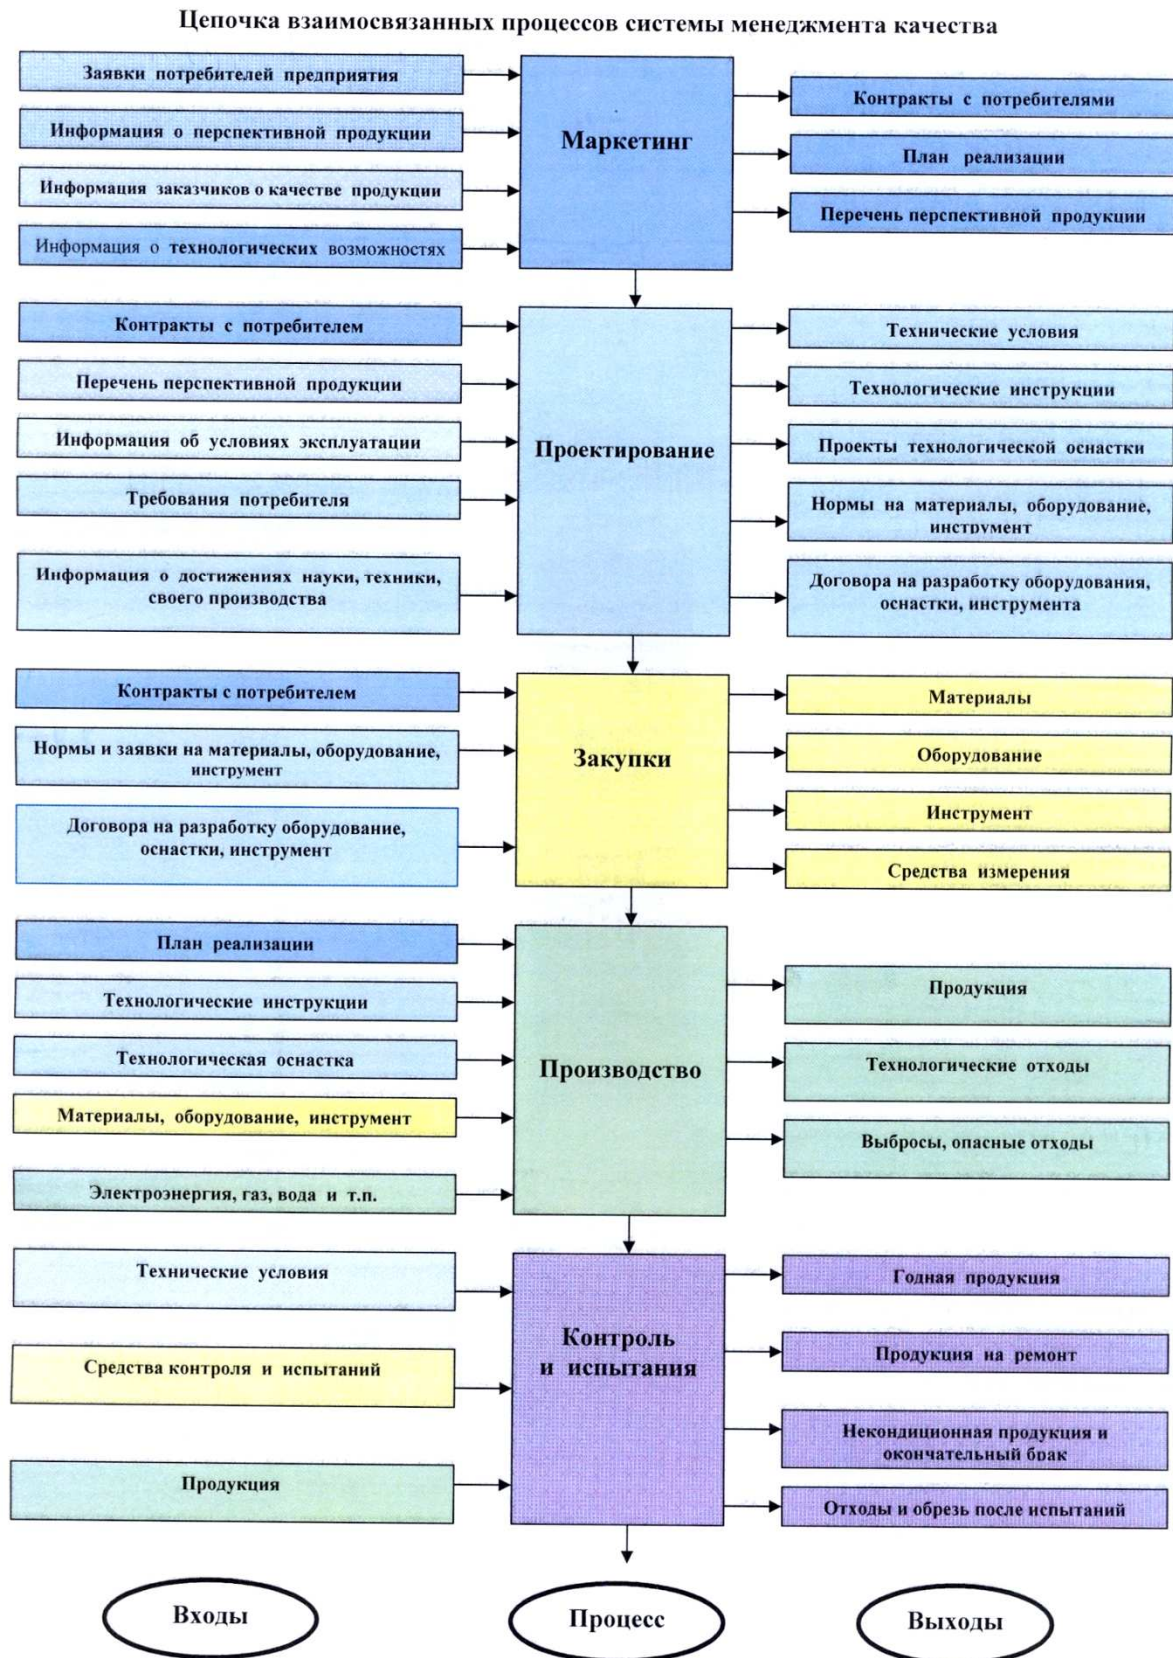 Цепочка взаимосвязанных процессов системы менеджмента качества
Заявки потребителей предприятия
Информация о перспективной продукции
Информация заказчиков о качестве продукции
Информация о технологических возможностях
Маркетинг
Контракты с потребителями
План реализации
Перечень перспективной продукции
Контракты с потребителем
Перечень перспективной продукции
Информация об условиях эксплуатации
Требования потребителя
Информация о достижениях науки, техники,
своего производства
Проектирование
Технические условия
Технологические инструкции
Проекты технологической оснастки
Нормы на материалы, оборудование,
инструмент
Договора на разработку оборудования,
оснастки, инструмента
Контракты с потребителем
Нормы и заявки на материалы, оборудование,
инструмент
Договора на разработку оборудование,
оснастки, инструмент
Закупки
Материалы
Оборудование
Инструмент
Средства измерения
План реализации
Технологические инструкции
Технологическая оснастка
Материалы, оборудование, инструмент
Электроэнергия, газ, вода и т.п.
Производство
Продукция
Технологические отходы
Выбросы, опасные отходы
Технические условия
Средства контроля и испытаний
Продукция
Контроль
и испытания
Годная продукция
Продукция на ремонт
Некондиционная продукция и
окончательный брак
Отходы и обрезь после испытаний
Входы
Процесс
Выходы